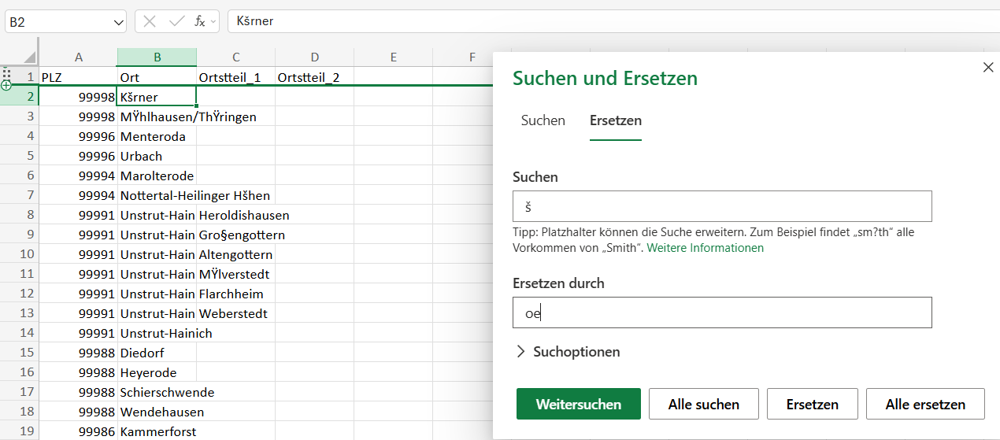 B2 fx Kšrner
A B C D E F
1 PLZ Ort Ortstteil_1 Ortstteil_2
2 99998 Kšrner
3 99998 MŸhlhausen/ThŸringen
4 99996 Menteroda
5 99996 Urbach
6 99994 Marolterode
7 99994 Nottertal-Heilinger Hšhen
8 99991 Unstrut-Hain Heroldishausen
9 99991 Unstrut-Hain Gro§engottern
10 99991 Unstrut-Hain Altengottern
11 99991 Unstrut-Hain MŸlverstedt
12 99991 Unstrut-Hain Flarchheim
13 99991 Unstrut-Hain Weberstedt
14 99991 Unstrut-Hainich
15 99988 Diedorf
16 99988 Heyerode
17 99988 Schierschwende
18 99988 Wendehausen
19 99986 Kammerforst
Suchen und Ersetzen
Suchen Ersetzen
Suchen
š
Tipp: Platzhalter können die Suche erweitern. Zum Beispiel findet „sm?th“ alle
Vorkommen von „Smith“. Weitere Informationen
Ersetzen durch
oe
Suchoptionen
Weitersuchen Alle suchen Ersetzen Alle ersetzen